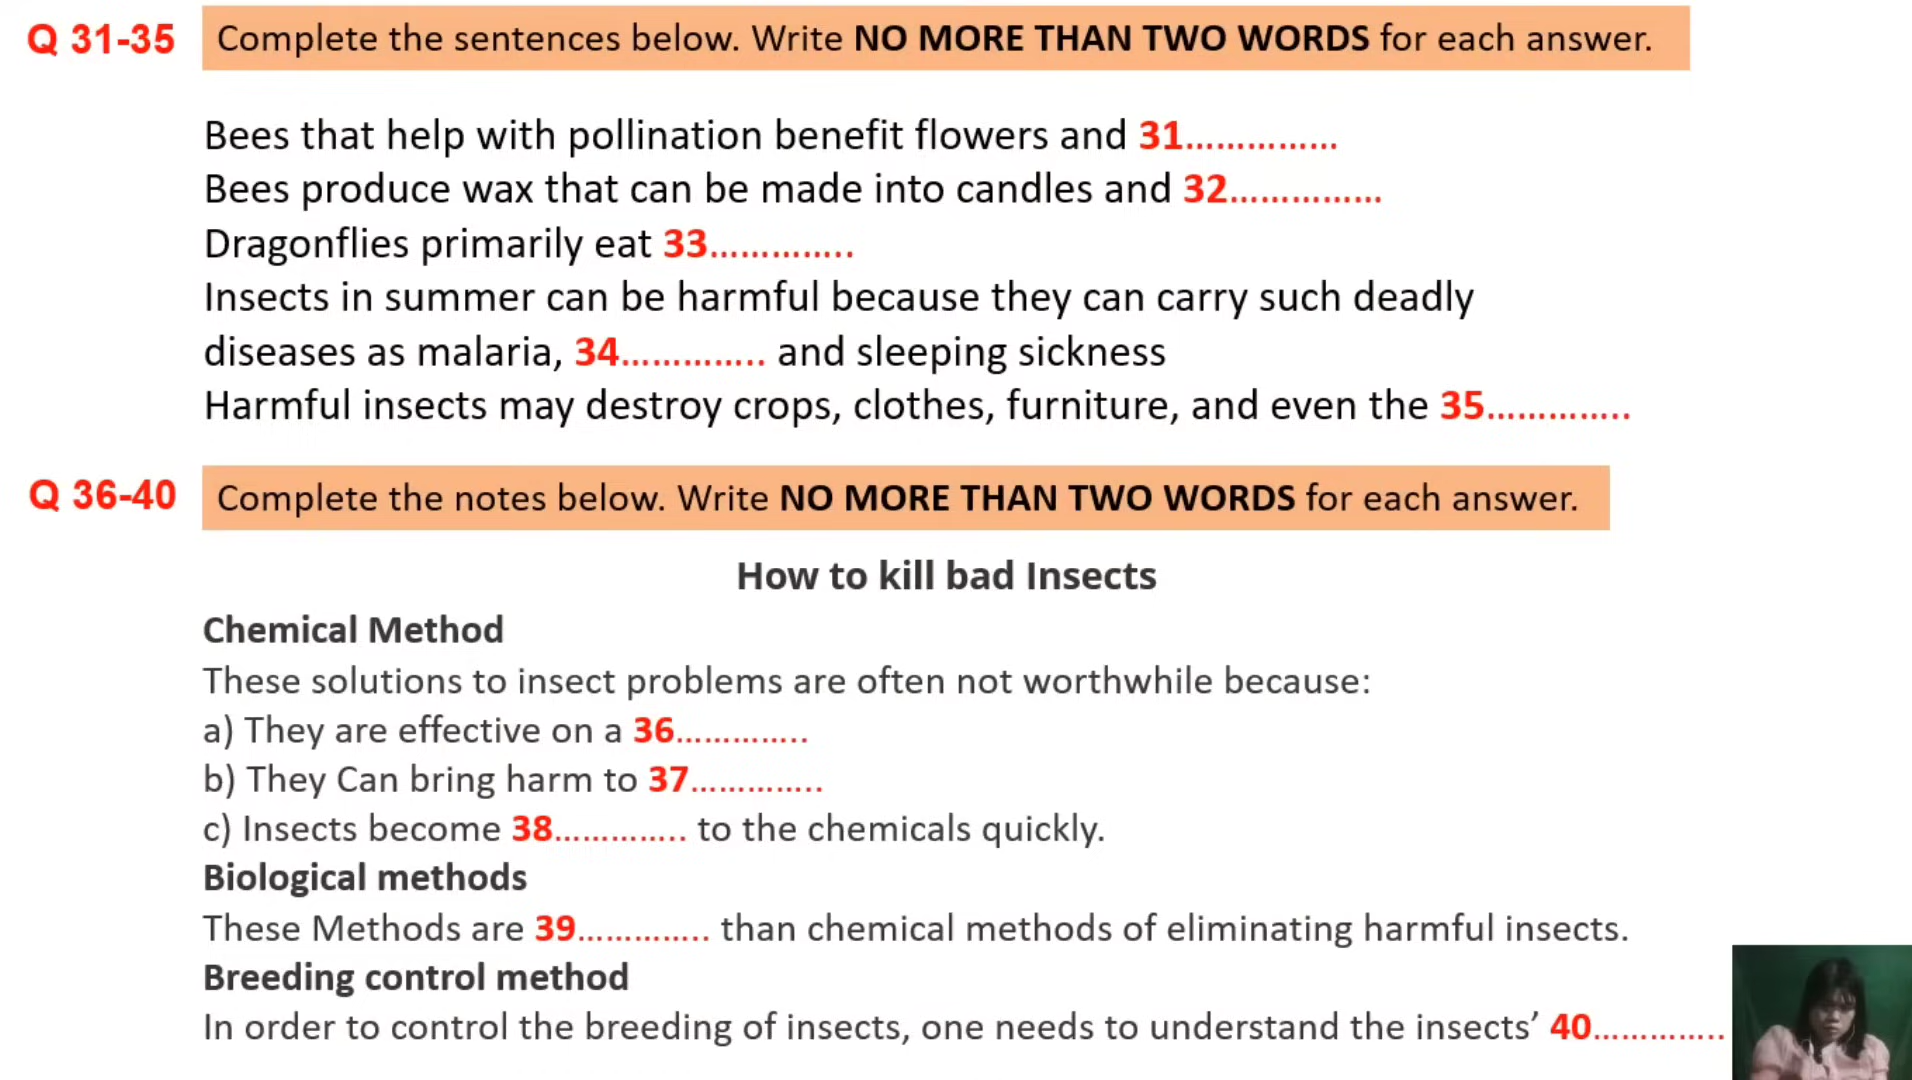 Q 31-35 Complete the sentences below. Write NO MORE THAN TWO WORDS for each answer.
Bees that help with pollination benefit flowers and 31...............
Bees produce wax that can be made into candles and 32...............
Dragonflies primarily eat 33..............
Insects in summer can be harmful because they can carry such deadly
diseases as malaria, 34.............. and sleeping sickness
Harmful insects may destroy crops, clothes, furniture, and even the 35..............
Q 36-40 Complete the notes below. Write NO MORE THAN TWO WORDS for each answer.
How to kill bad Insects
Chemical Method
These solutions to insect problems are often not worthwhile because:
a) They are effective on a 36..............
b) They Can bring harm to 37..............
c) Insects become 38.............. to the chemicals quickly.
Biological methods
These Methods are 39.............. than chemical methods of eliminating harmful insects.
Breeding control method
In order to control the breeding of insects, one needs to understand the insects’ 40..............